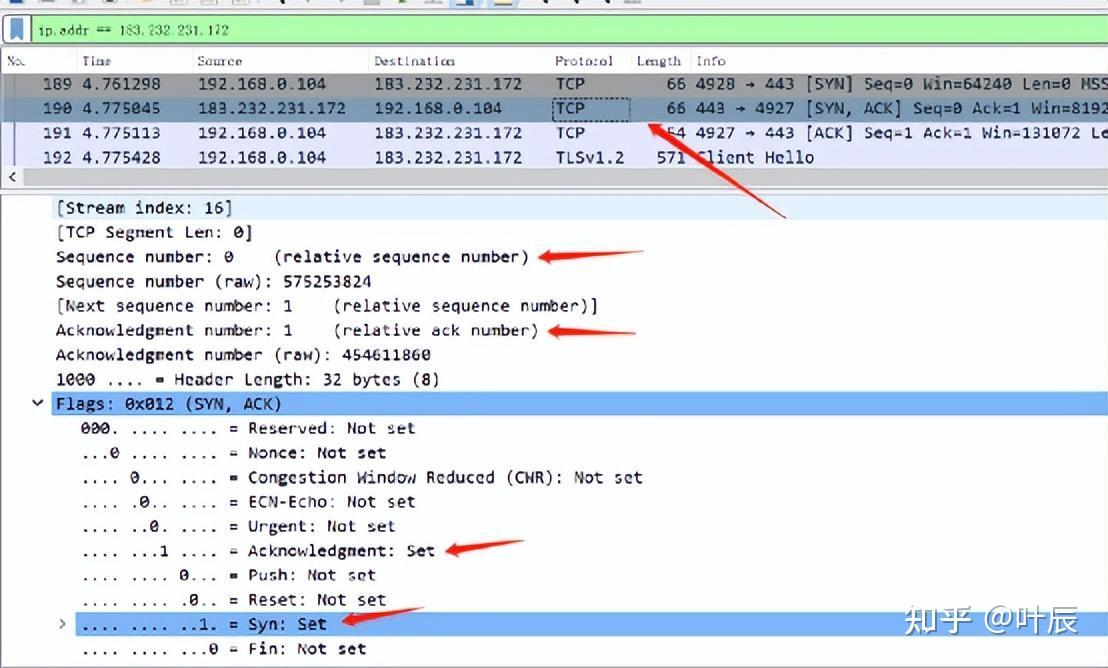 ip.addr == 183.232.231.172
No. Time Source Destination Protocol Length Info
189 4.761298 192.168.0.104 183.232.231.172 TCP 66 4928 → 443 [SYN] Seq=0 Win=64240 Len=0 MSS
190 4.775045 183.232.231.172 192.168.0.104 TCP 66 443 → 4927 [SYN, ACK] Seq=0 Ack=1 Win=8192
191 4.775113 192.168.0.104 183.232.231.172 TCP 54 4927 → 443 [ACK] Seq=1 Ack=1 Win=131072 Le
192 4.775428 192.168.0.104 183.232.231.172 TLSv1.2 571 Client Hello
[Stream index: 16]
[TCP Segment Len: 0]
Sequence number: 0 (relative sequence number)
Sequence number (raw): 575253824
[Next sequence number: 1 (relative sequence number)]
Acknowledgment number: 1 (relative ack number)
Acknowledgment number (raw): 454611860
1000 .... = Header Length: 32 bytes (8)
Flags: 0x012 (SYN, ACK)
000. .... .... = Reserved: Not set
...0 .... .... = Nonce: Not set
.... 0... .... = Congestion Window Reduced (CWR): Not set
.... .0.. .... = ECN-Echo: Not set
.... ..0. .... = Urgent: Not set
.... ...1 .... = Acknowledgment: Set
.... .... 0... = Push: Not set
.... .... .0.. = Reset: Not set
.... .... ..1. = Syn: Set
.... .... ...0 = Fin: Not set
知乎 @叶辰